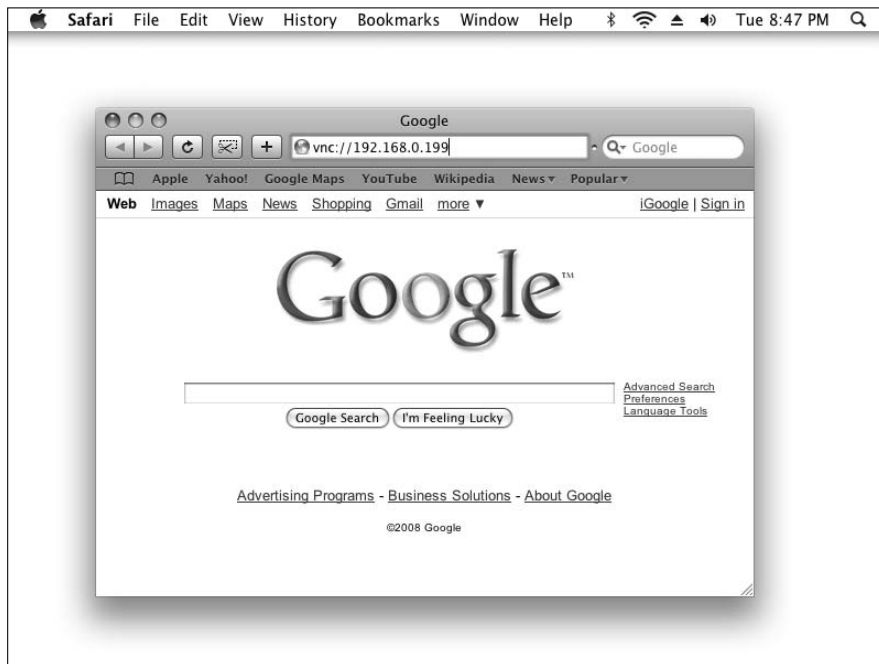 Safari File Edit View History Bookmarks Window Help Tue 8:47 PM
Google
vnc://192.168.0.199 Google
Apple Yahoo! Google Maps YouTube Wikipedia News Popular
Web Images Maps News Shopping Gmail more iGoogle | Sign in
Google™
Advanced Search
Preferences
Language Tools
Google Search I'm Feeling Lucky
Advertising Programs - Business Solutions - About Google
©2008 Google